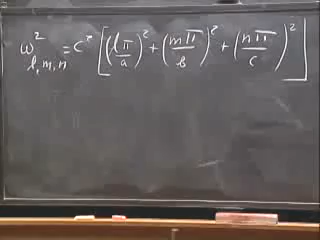 ω²_{l,m,n} = c² [(lπ/a)² + (mπ/b)² + (nπ/c)²]